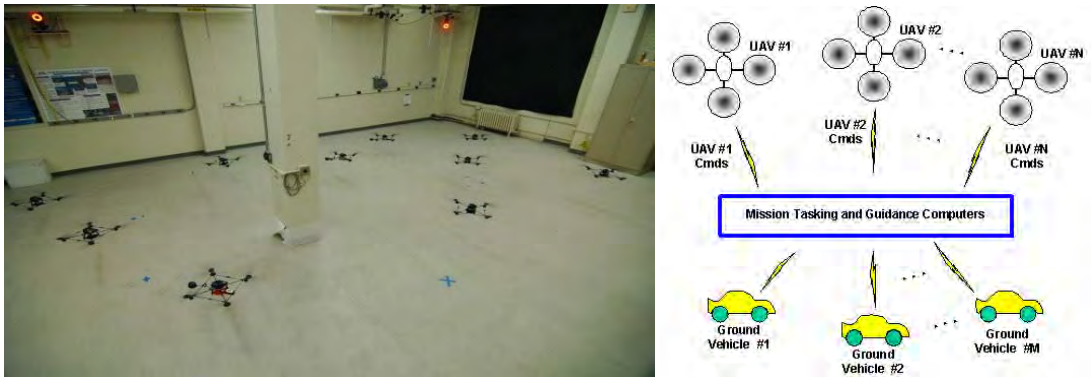 UAV #1
UAV #2
UAV #N
UAV #1
Cmds
UAV #2
Cmds
UAV #N
Cmds
Mission Tasking and Guidance Computers
Ground
Vehicle #1
Ground
Vehicle #2
Ground
Vehicle #M